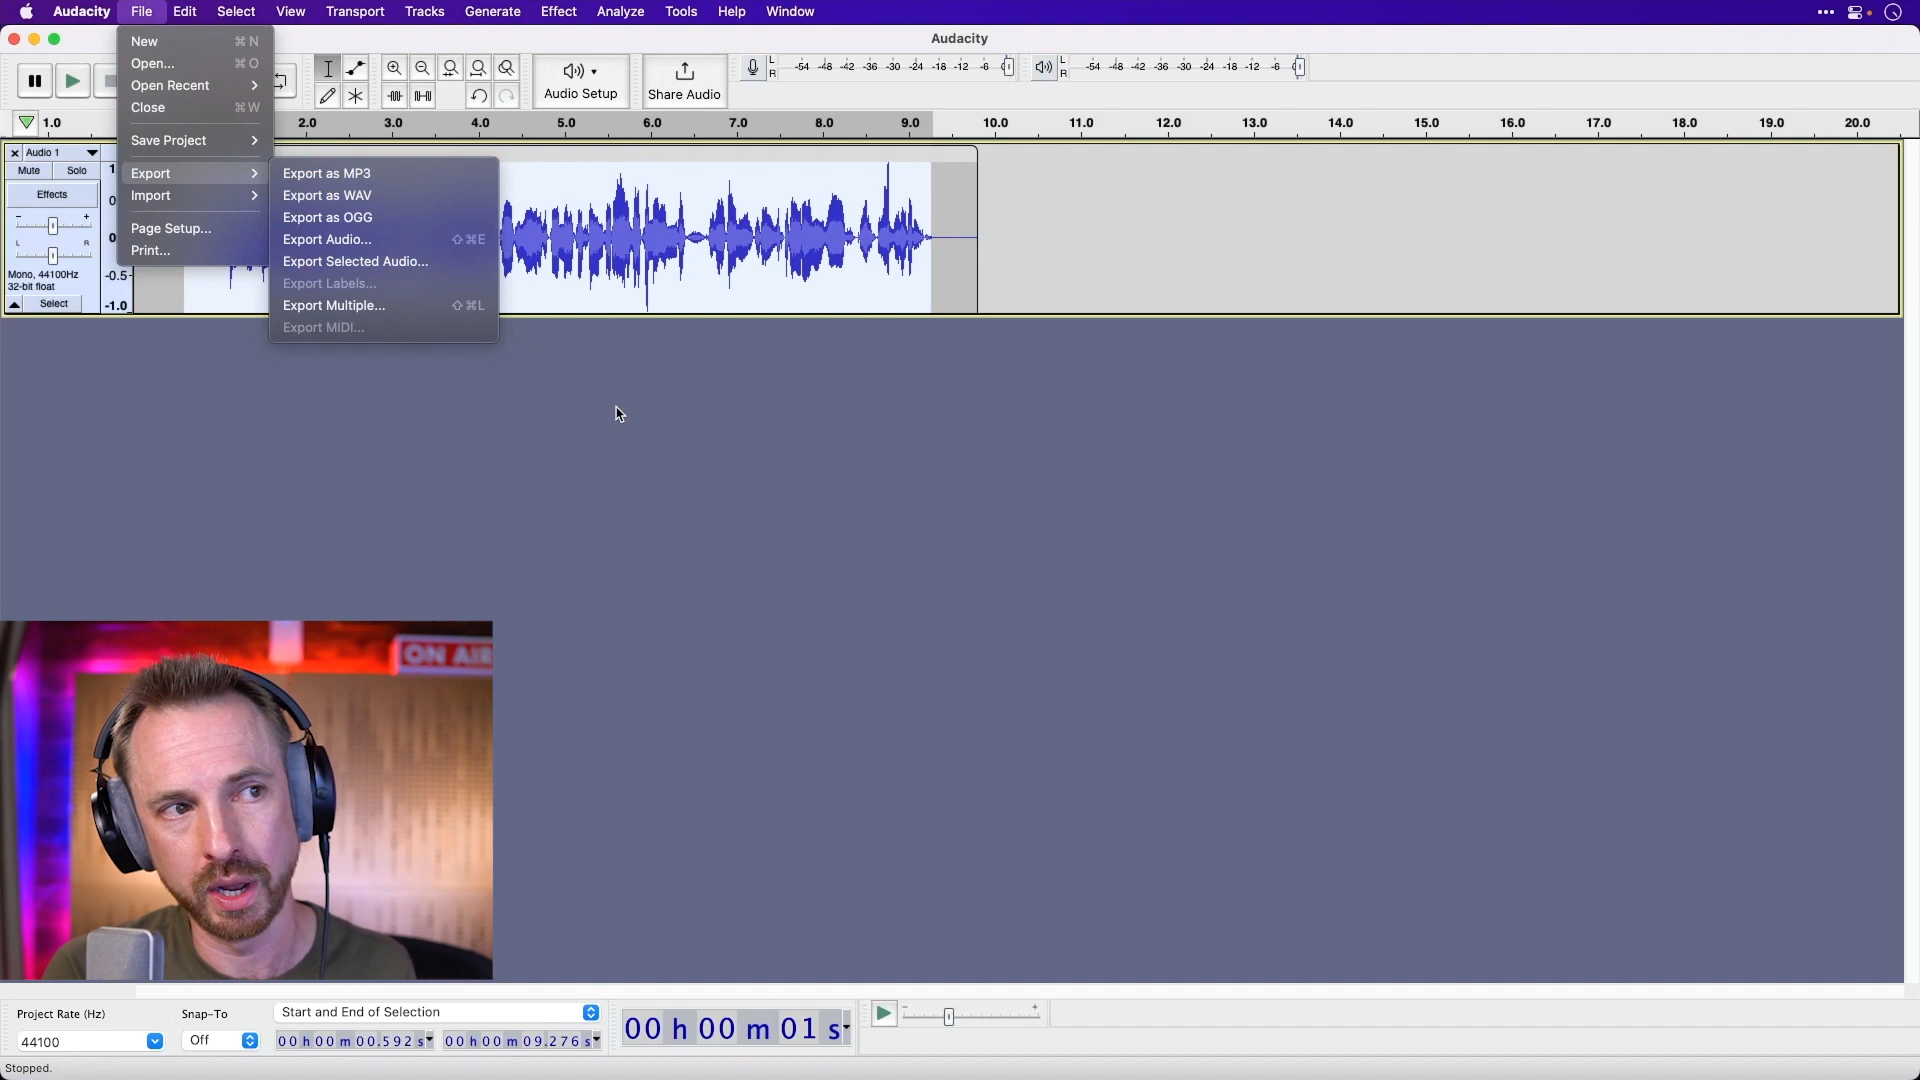 Audacity File Edit Select View Transport Tracks Generate Effect Analyze Tools Help Window
Audacity
New ⌘ N
Open... ⌘ O
Open Recent >
Close ⌘ W
Save Project >
Export >
Import >
Page Setup...
Print...
Export as MP3
Export as WAV
Export as OGG
Export Audio... ⇧⌘E
Export Selected Audio...
Export Labels...
Export Multiple... ⇧⌘L
Export MIDI...
Audio Setup
Share Audio
L
R
-54 -48 -42 -36 -30 -24 -18 -12 -6 0
L
R
-54 -48 -42 -36 -30 -24 -18 -12 -6 0
1.0 2.0 3.0 4.0 5.0 6.0 7.0 8.0 9.0 10.0 11.0 12.0 13.0 14.0 15.0 16.0 17.0 18.0 19.0 20.0
Audio 1
Mute Solo
Effects
- +
L R
Mono, 44100Hz
32-bit float
Select
-0.5
-1.0
ON AIR
Project Rate (Hz)
44100
Snap-To
Off
Start and End of Selection
00 h 00 m 00.592 s
00 h 00 m 09.276 s
00 h 00 m 01 s
- +
Stopped.